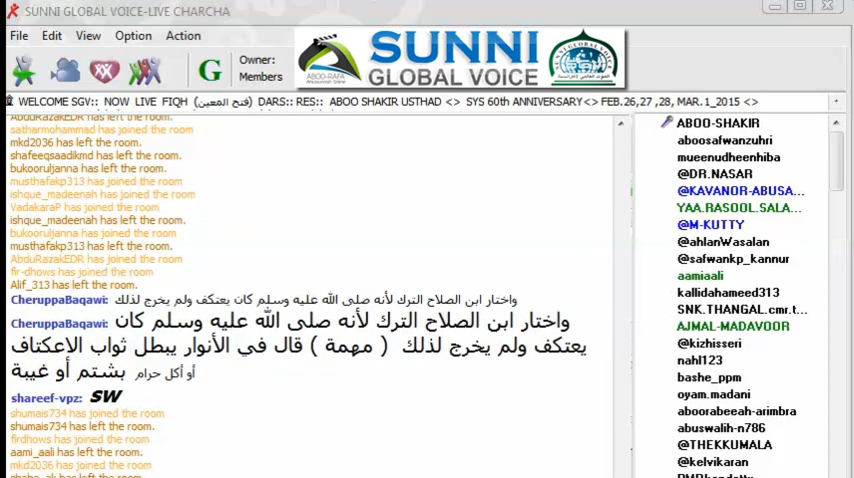 SUNNI GLOBAL VOICE-LIVE CHARCHA
File Edit View Option Action
G
Owner:
Members
ABOO-RAFA
SUNNI
GLOBAL VOICE
WELCOME SGV:: NOW LIVE FIQH (فتح المعين) DARS:: RES:: ABOO SHAKIR USTHAD <> SYS 60th ANNIVERSARY<> FEB.26,27 ,28, MAR.1_2015 <>
AbduRazakEDR has left the room.
satharmohammad has joined the room
mkd2036 has left the room.
shafeeqsaadikmd has left the room.
bukooruljanna has left the room.
musthafakp313 has joined the room
ishque_madeenah has joined the room
VadakaraP has joined the room
ishque_madeenah has left the room.
bukooruljanna has joined the room
musthafakp313 has left the room.
AbduRazakEDR has joined the room
fir-dhows has joined the room
Alif_313 has left the room.
CheruppaBaqawi: واختار ابن الصلاح الترك لأنه صلى الله عليه وسلم كان يعتكف ولم يخرج لذلك
CheruppaBaqawi: واختار ابن الصلاح الترك لأنه صلى الله عليه وسلم كان
يعتكف ولم يخرج لذلك ( مهمة ) قال في الأنوار يبطل ثواب الاعكتاف
بشتم أو غيبة أو أكل حرام
shareef-vpz: SW
shumais734 has joined the room
shumais734 has left the room.
firdhows has joined the room
aami_aali has left the room.
mkd2036 has joined the room
ABOO-SHAKIR
aboosafwanzuhri
mueenudheenhiba
@DR.NASAR
@KAVANOR-ABUSA...
YAA.RASOOL.SALA...
@M-KUTTY
@ahlanWasalan
@safwankp_kannur
aamiaali
kallidahameed313
SNK.THANGAL.cmr.t...
AJMAL-MADAVOOR
@kizhisseri
nahl123
bashe_ppm
oyam.madani
aboorabeeah-arimbra
abuswalih-n786
@THEKKUMALA
@kelvikaran